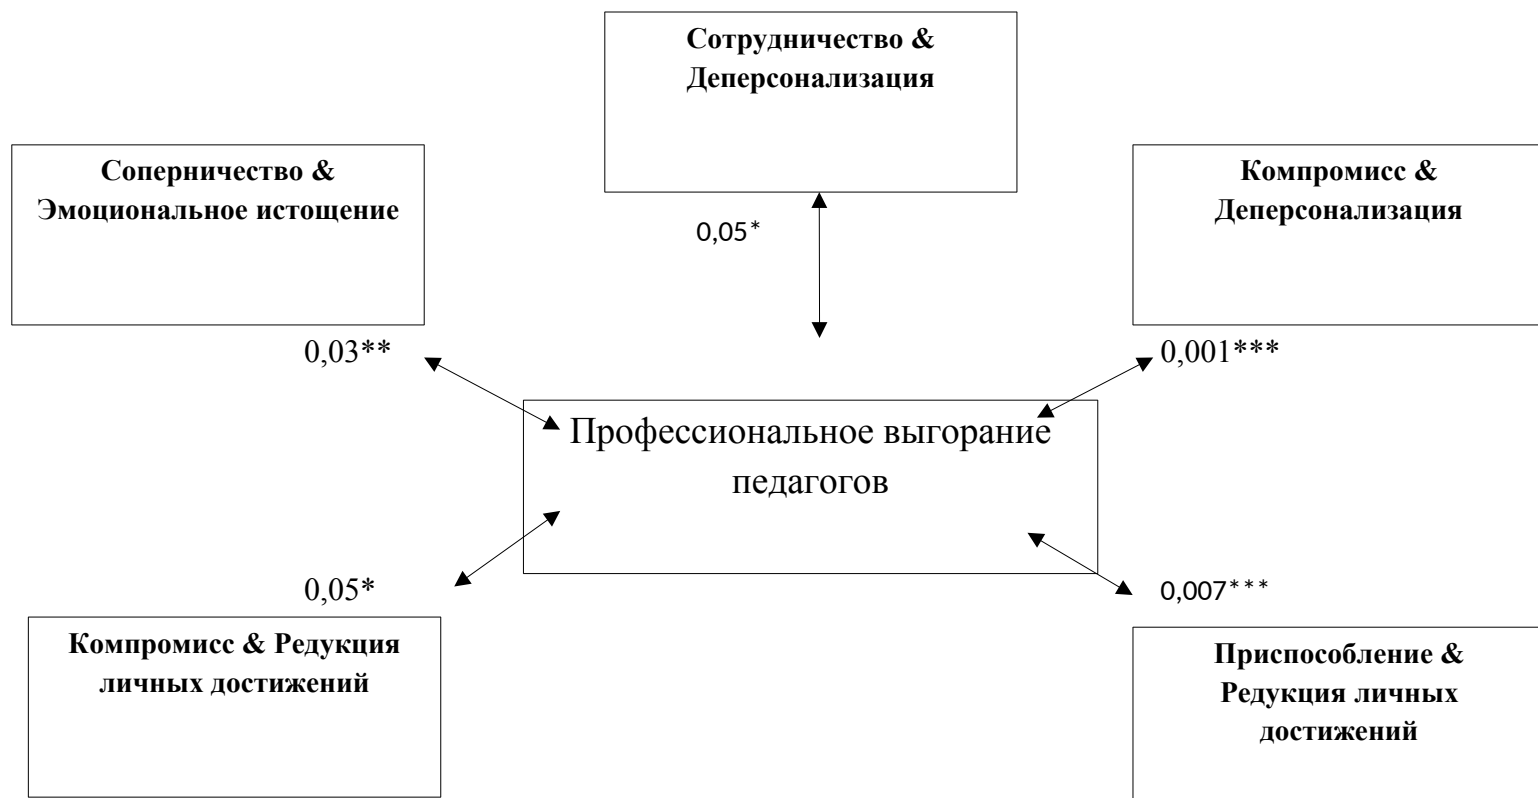 Сотрудничество &
Деперсонализация
Соперничество &
Эмоциональное истощение
Компромисс &
Деперсонализация
0,05*
0,03**
0,001***
Профессиональное выгорание
педагогов
0,05*
0,007***
Компромисс & Редукция
личных достижений
Приспособление &
Редукция личных
достижений